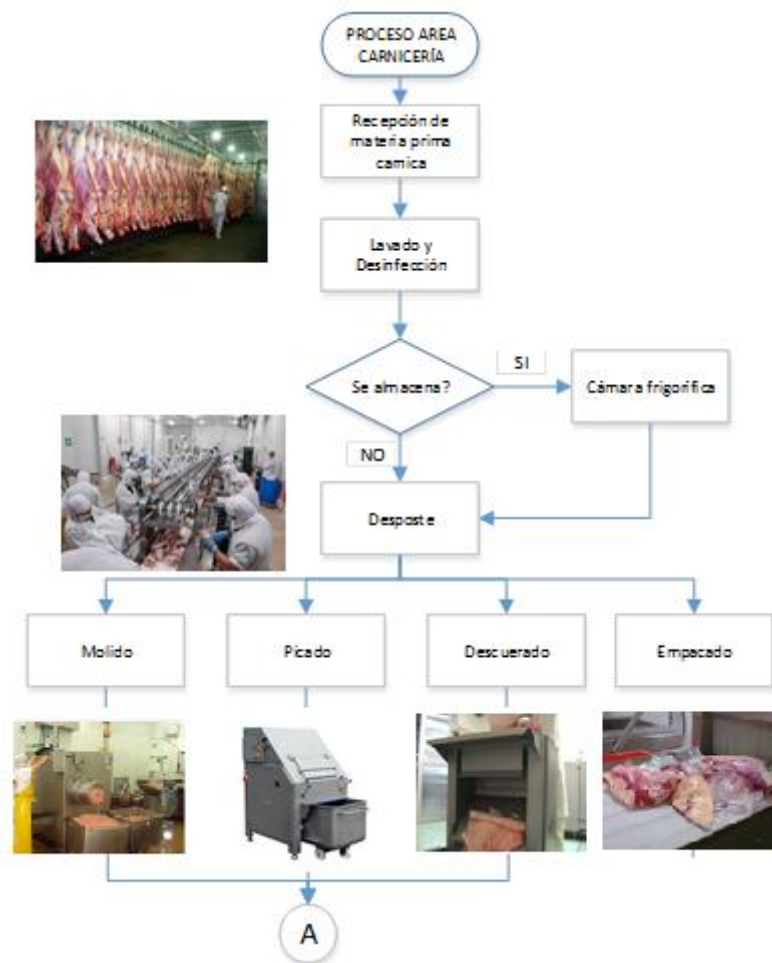 PROCESO AREA
CARNICERÍA
Recepción de
materia prima
carnica
Lavado y
Desinfección
Se almacena?
SI
Cámara frigorífica
NO
Desposte
Molido
Picado
Descuerado
Empacado
A